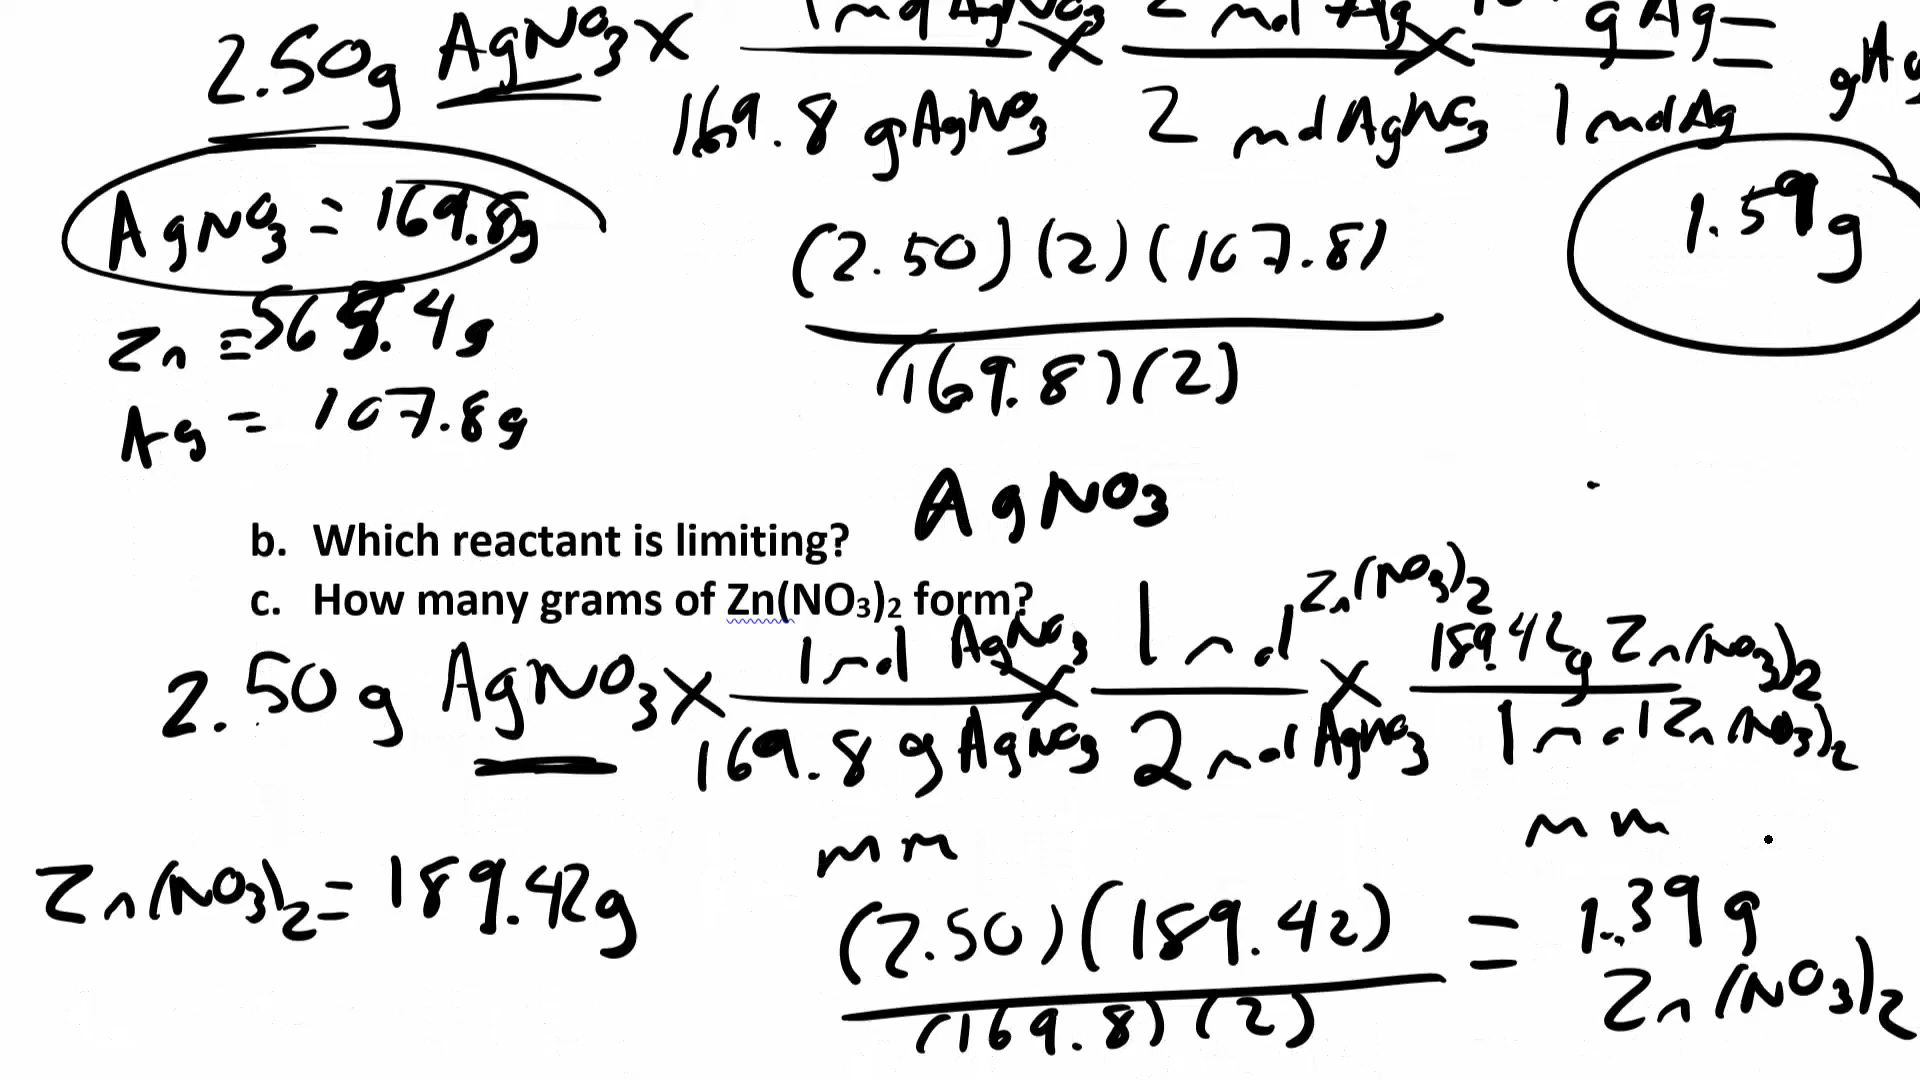 1 mol AgNO3 2 mol Ag g Ag
2.50g AgNO3 x x x = gAg
169.8 g AgNO3 2 mol AgNO3 1 mol Ag
AgNO3 = 169.8g
(2.50)(2)(107.8) 1.59g
Zn = 65.4g
(169.8)(2)
Ag = 107.8g
AgNO3
b. Which reactant is limiting?
c. How many grams of Zn(NO3)2 form?
1 mol AgNO3 1 mol Zn(NO3)2 189.42g Zn(NO3)2
2.50 g AgNO3 x x x
169.8 g AgNO3 2 mol AgNO3 1 mol Zn(NO3)2
mm mm
Zn(NO3)2 = 189.42g
(2.50)(189.42) = 1.39g
(169.8)(2) Zn(NO3)2